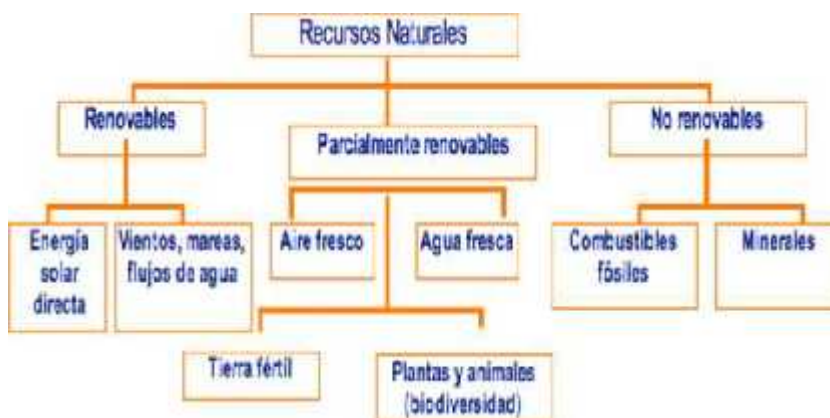 Recursos Naturales
Renovables
Parcialmente renovables
No renovables
Energía
solar
directa
Vientos, mareas,
flujos de agua
Aire fresco
Agua fresca
Combustibles
fósiles
Minerales
Tierra fértil
Plantas y animales
(biodiversidad)